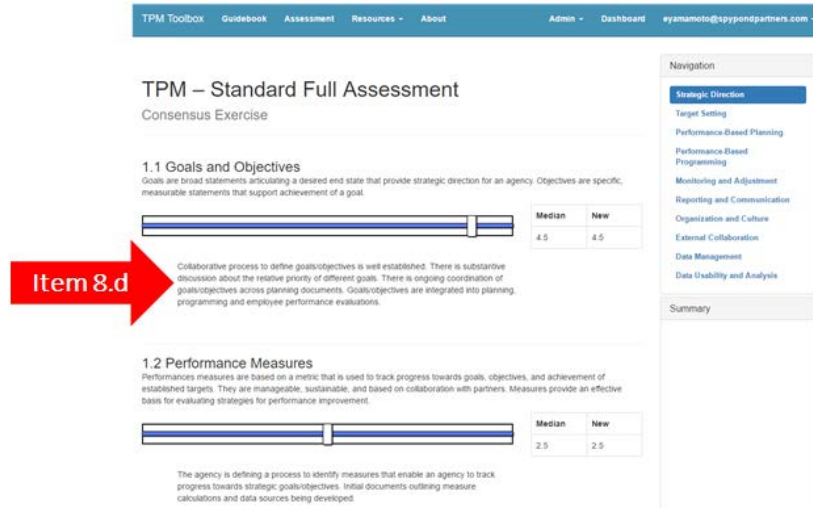 TPM Toolbox Guidebook Assessment Resources About Admin Dashboard eyamamoto@spypondpartners.com
TPM – Standard Full Assessment
Consensus Exercise
1.1 Goals and Objectives
Goals are broad statements articulating a desired end state that provide strategic direction for an agency. Objectives are specific,
measurable statements that support achievement of a goal.
Median New
4.5 4.5
Item 8.d
Collaborative process to define goals/objectives is well established. There is substantive
discussion about the relative priority of different goals. There is ongoing coordination of
goals/objectives across planning documents. Goals/objectives are integrated into planning,
programming and employee performance evaluations.
1.2 Performance Measures
Performances measures are based on a metric that is used to track progress towards goals, objectives, and achievement of
established targets. They are manageable, sustainable, and based on collaboration with partners. Measures provide an effective
basis for evaluating strategies for performance improvement.
Median New
2.5 2.5
The agency is defining a process to identify measures that enable an agency to track
progress towards strategic goals/objectives. Initial documents outlining measure
calculations and data sources being developed
Navigation
Strategic Direction
Target Setting
Performance-Based Planning
Performance-Based
Programming
Monitoring and Adjustment
Reporting and Communication
Organization and Culture
External Collaboration
Data Management
Data Usability and Analysis
Summary